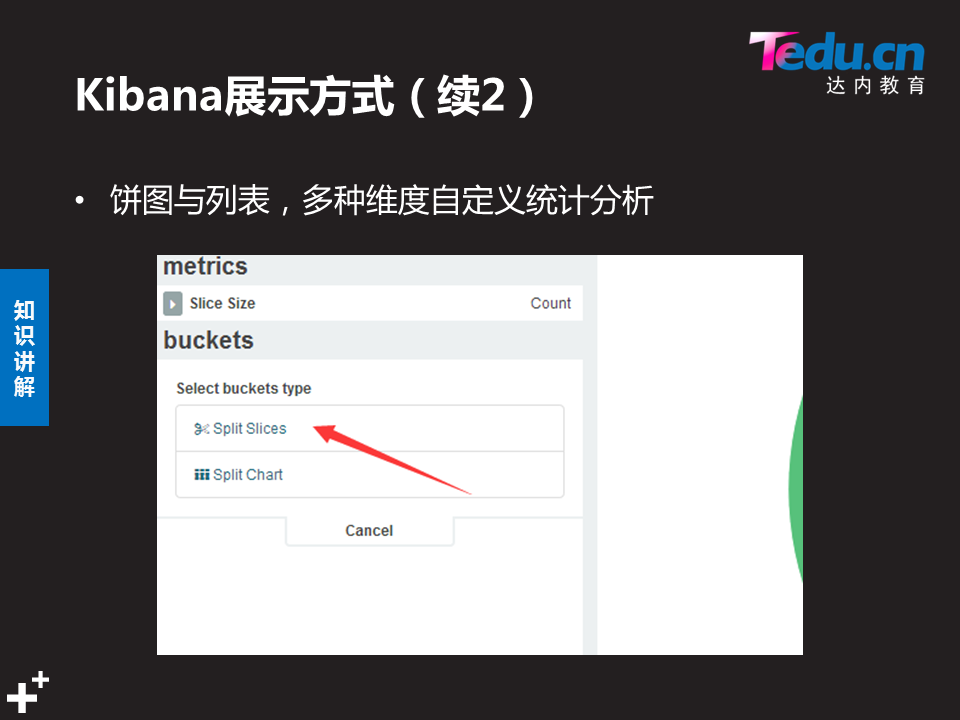 Tedu.cn
达内教育
Kibana展示方式（续2）
• 饼图与列表，多种维度自定义统计分析
知
识
讲
解
metrics
Slice Size Count
buckets
Select buckets type
Split Slices
Split Chart
Cancel